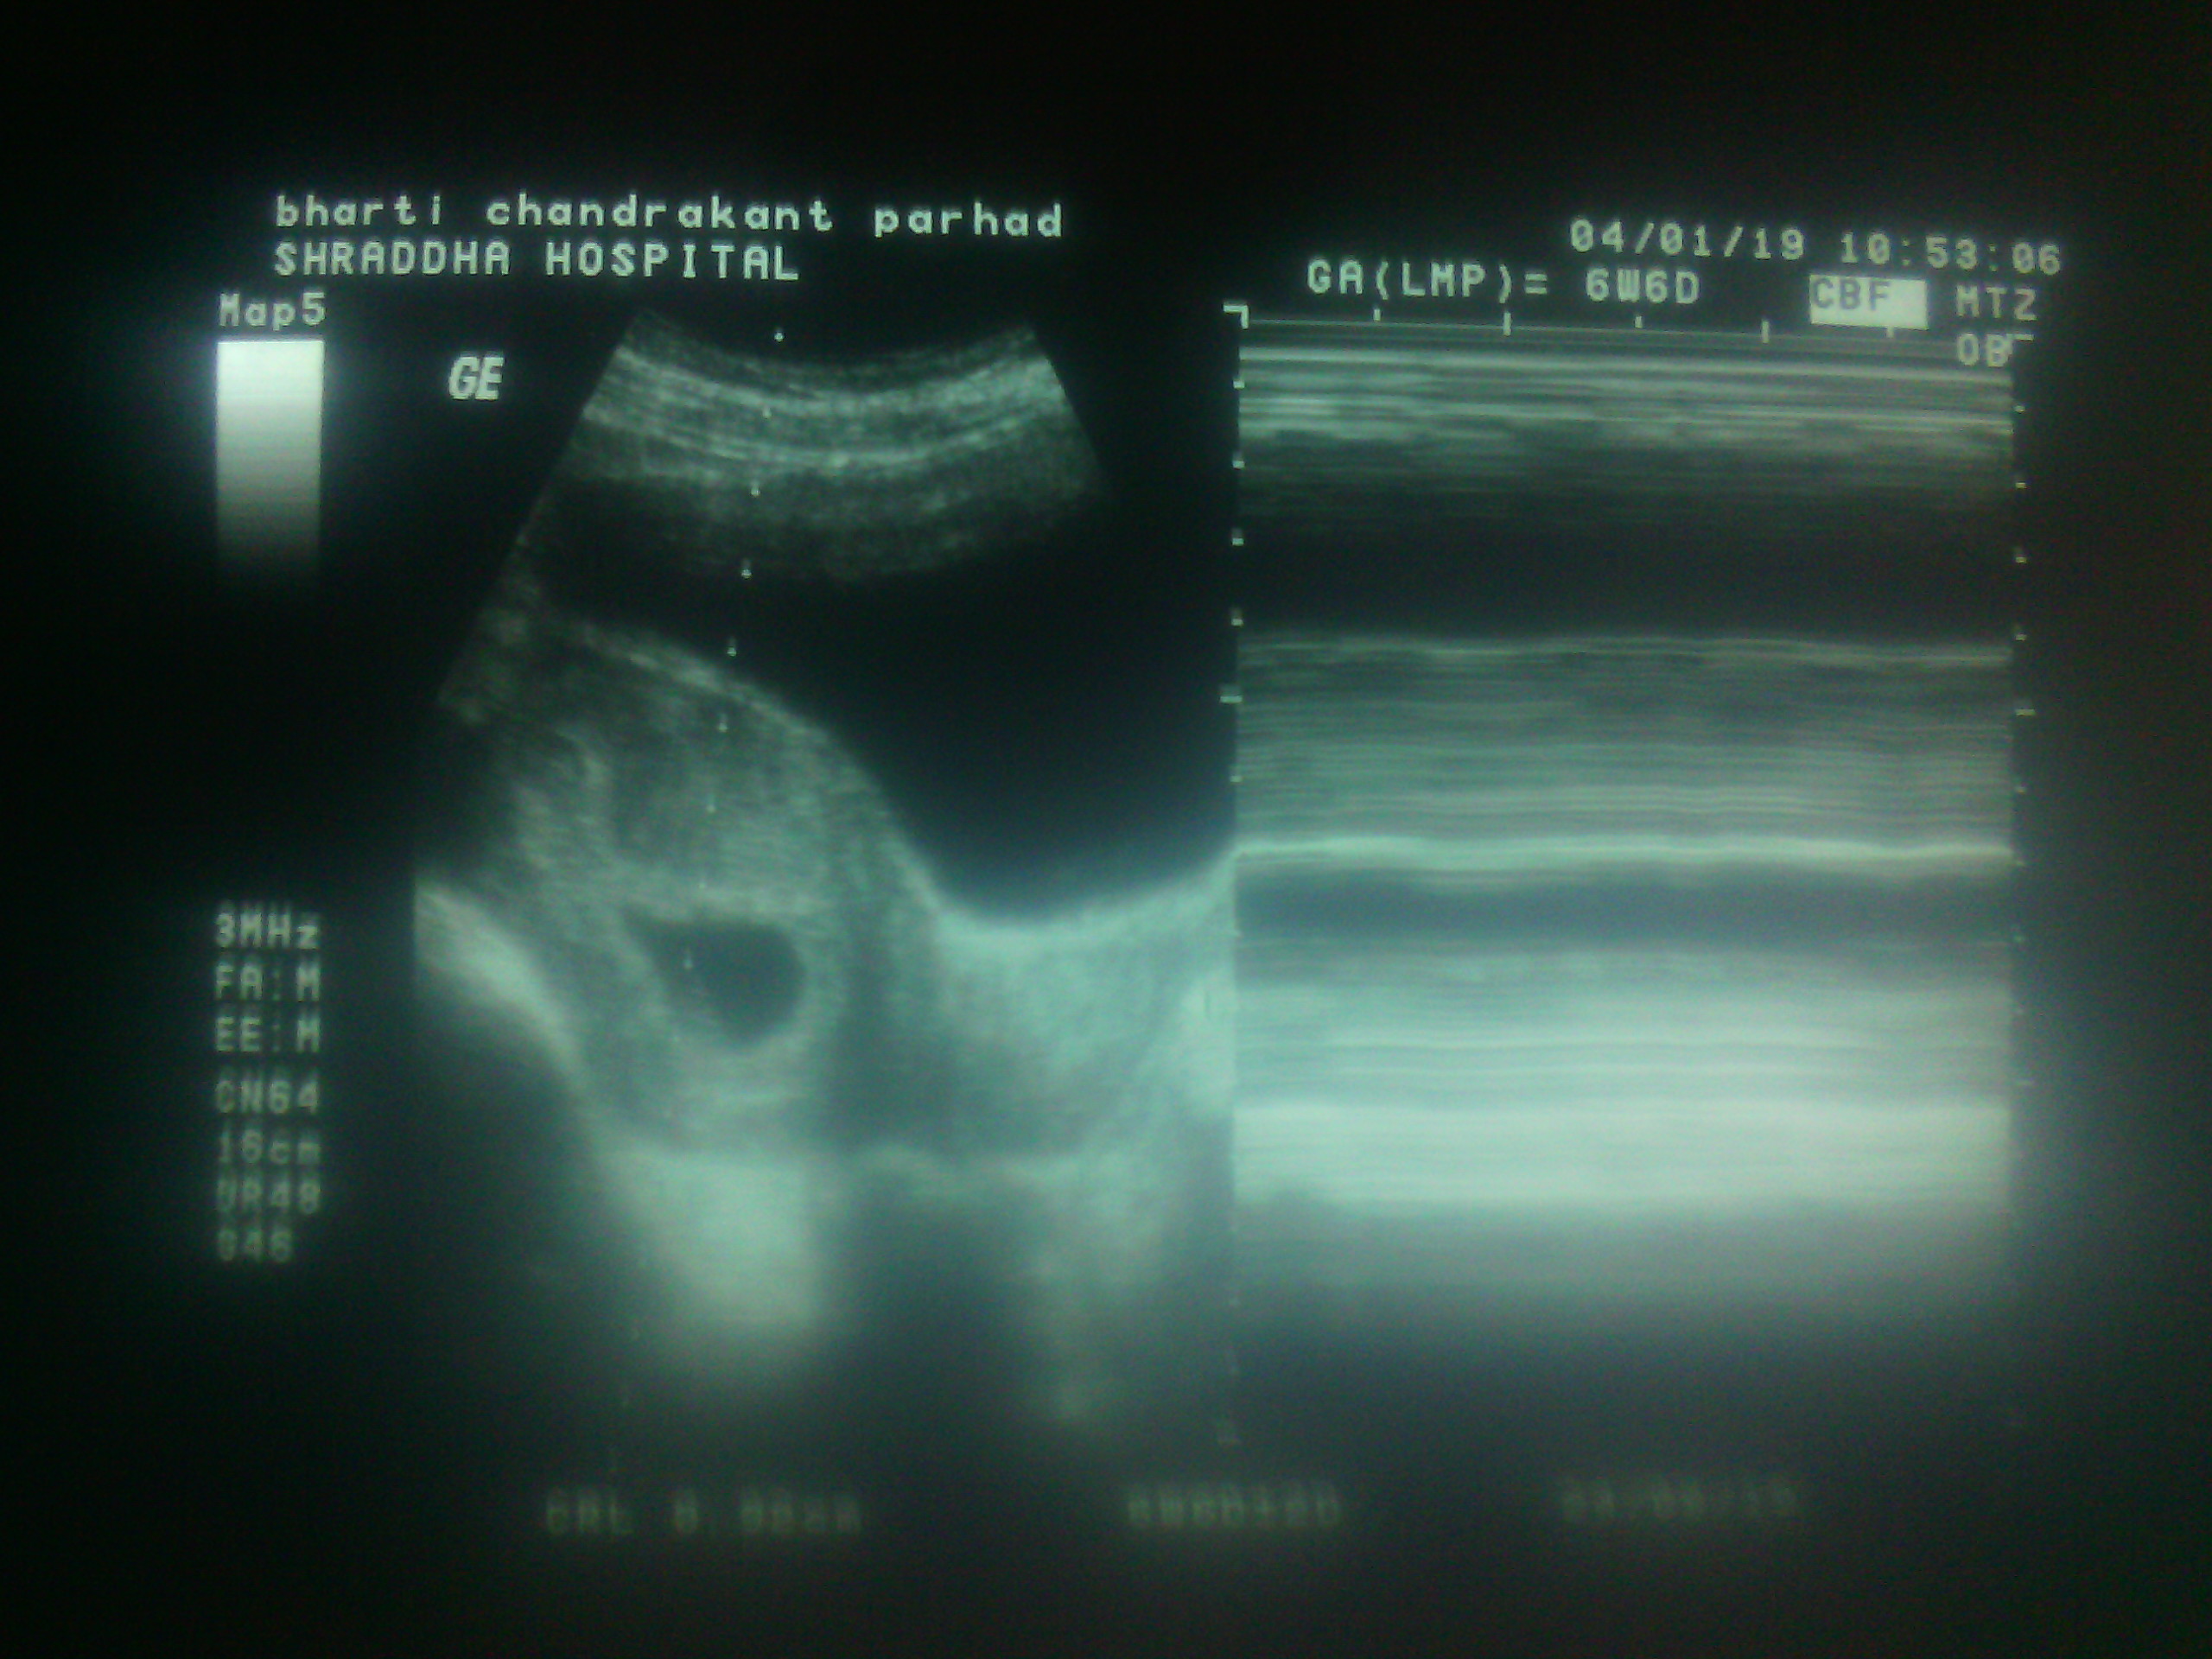 bharti chandrakant parhad
SHRADDHA HOSPITAL
04/01/19 10:53:06
GA(LMP)= 6W6D
CBF MTZ
OB
Map5
GE
3MHz
FA:M
EE:M
CN64
16cm
CRL